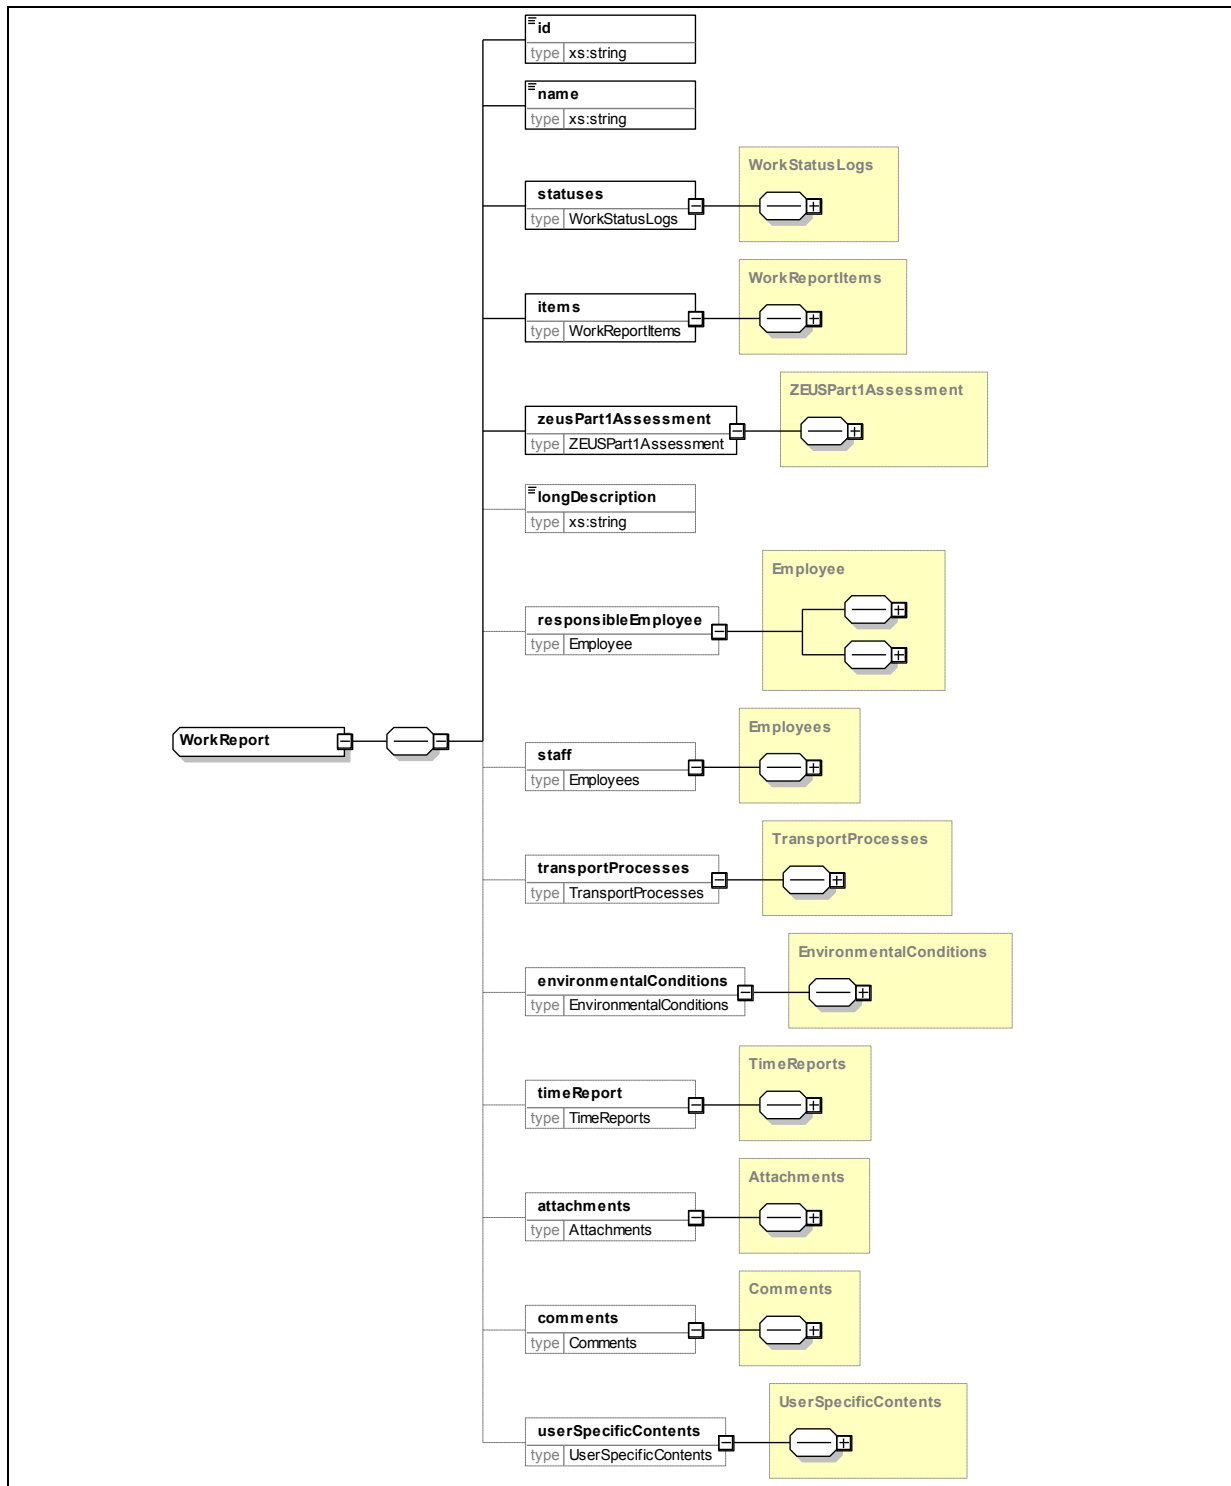 id
type xs:string
name
type xs:string
WorkStatusLogs
statuses
type WorkStatusLogs
WorkReportItems
items
type WorkReportItems
ZEUSPart1Assessment
zeusPart1Assessment
type ZEUSPart1Assessment
longDescription
type xs:string
Employee
responsibleEmployee
type Employee
WorkReport
Employees
staff
type Employees
TransportProcesses
transportProcesses
type TransportProcesses
EnvironmentalConditions
environmentalConditions
type EnvironmentalConditions
TimeReports
timeReport
type TimeReports
Attachments
attachments
type Attachments
Comments
comments
type Comments
UserSpecificContents
userSpecificContents
type UserSpecificContents